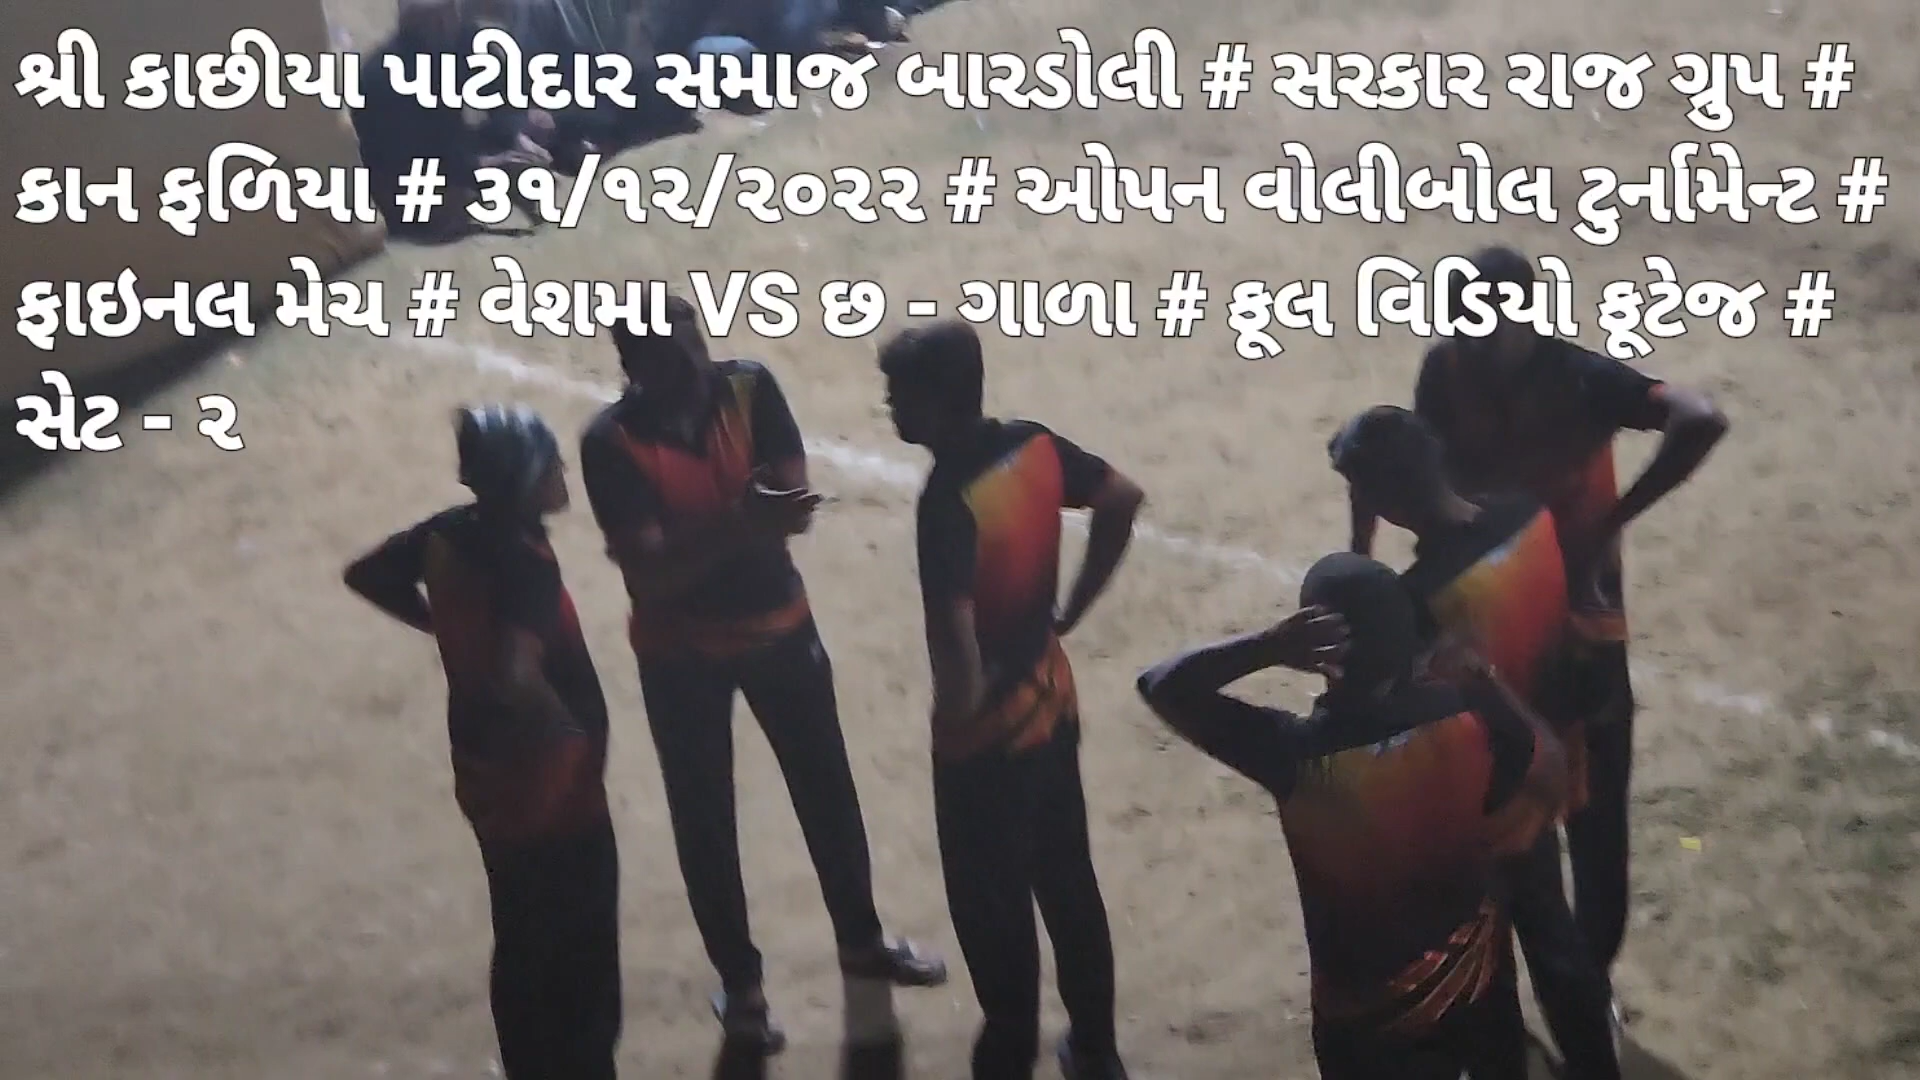 શ્રી કાછીયા પાટીદાર સમાજ બારડોલી # સરકાર રાજ ગ્રુપ #
કાન ફળિયા # ૩૧/૧૨/૨૦૨૨ # ઓપન વોલીબોલ ટુર્નામેન્ટ #
ફાઇનલ મેચ # વેશમા VS છ - ગાળા # ફૂલ વિડિયો ફૂટેજ #
સેટ - ૨